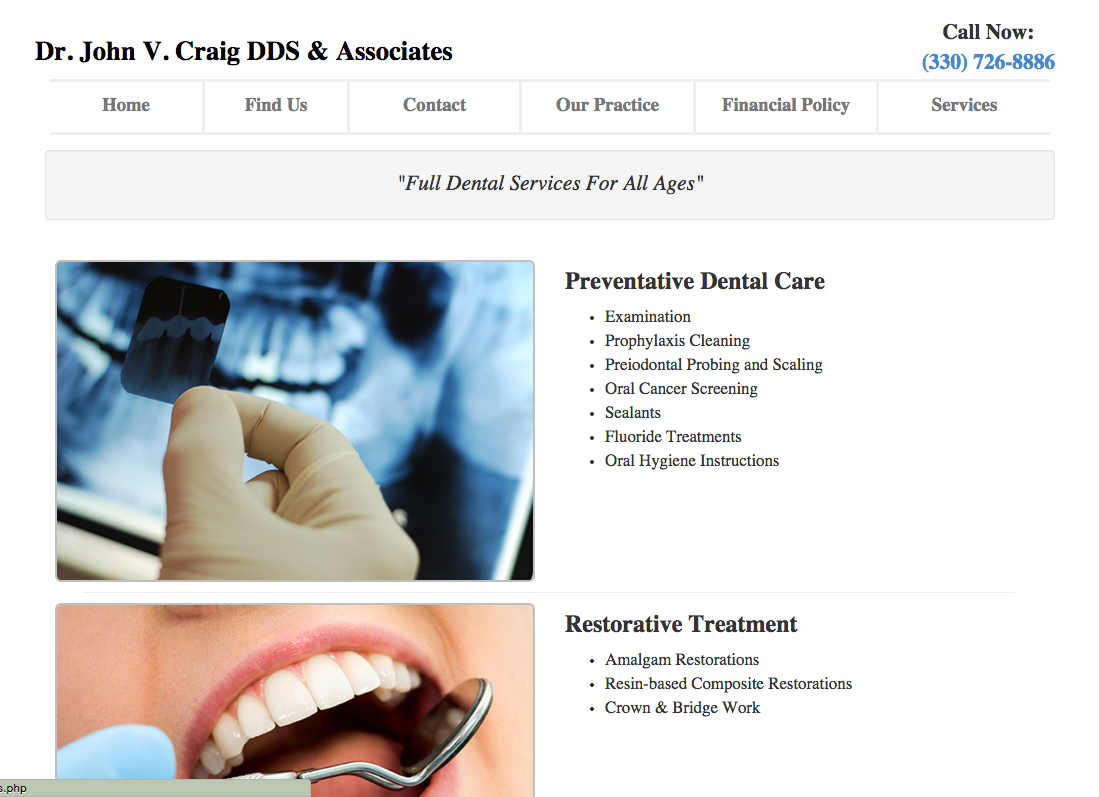 Dr. John V. Craig DDS & Associates
Call Now:
(330) 726-8886
Home
Find Us
Contact
Our Practice
Financial Policy
Services
"Full Dental Services For All Ages"
Preventative Dental Care
Examination
Prophylaxis Cleaning
Preiodontal Probing and Scaling
Oral Cancer Screening
Sealants
Fluoride Treatments
Oral Hygiene Instructions
Restorative Treatment
Amalgam Restorations
Resin-based Composite Restorations
Crown & Bridge Work
s.php